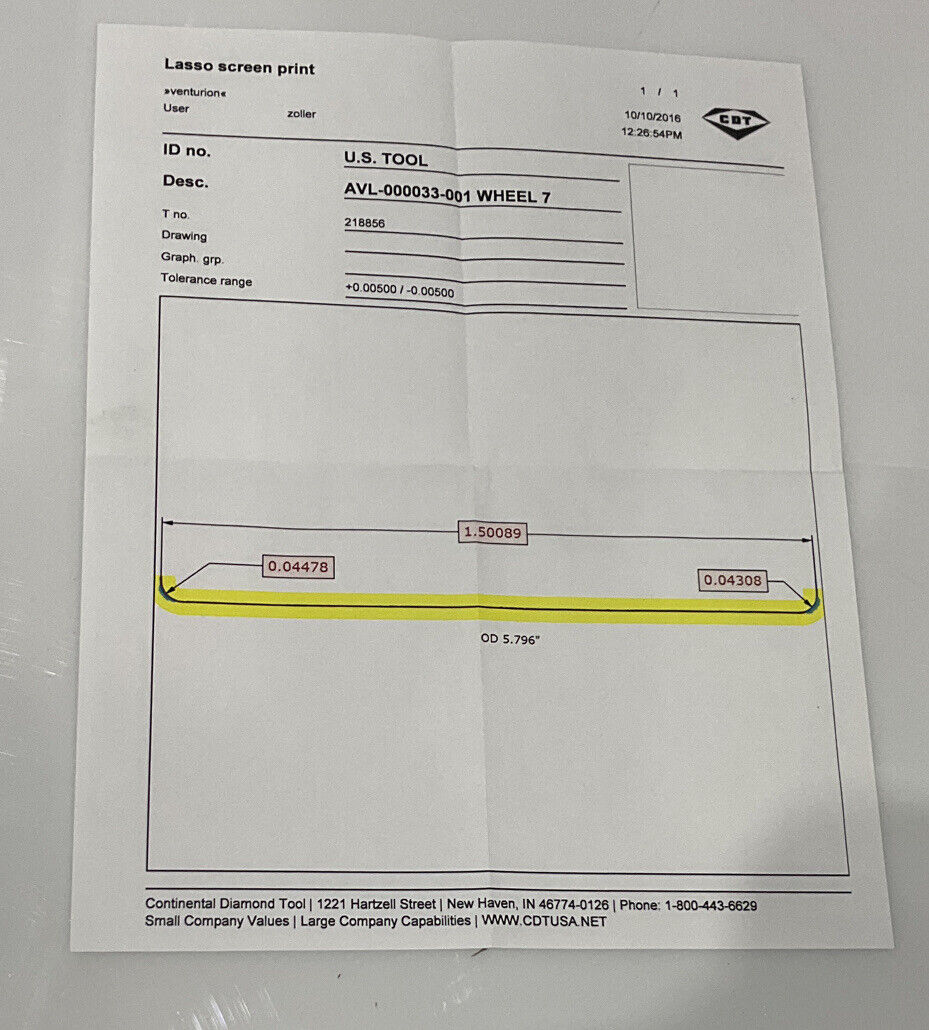 Lasso screen print
»venturion«
User zoller
1 / 1
10/10/2016
12:26:54PM
CDT
ID no. U.S. TOOL
Desc. AVL-000033-001 WHEEL 7
T no. 218856
Drawing
Graph. grp.
Tolerance range +0.00500 / -0.00500
1.50089
0.04478
0.04308
OD 5.796"
Continental Diamond Tool | 1221 Hartzell Street | New Haven, IN 46774-0126 | Phone: 1-800-443-6629
Small Company Values | Large Company Capabilities | WWW.CDTUSA.NET